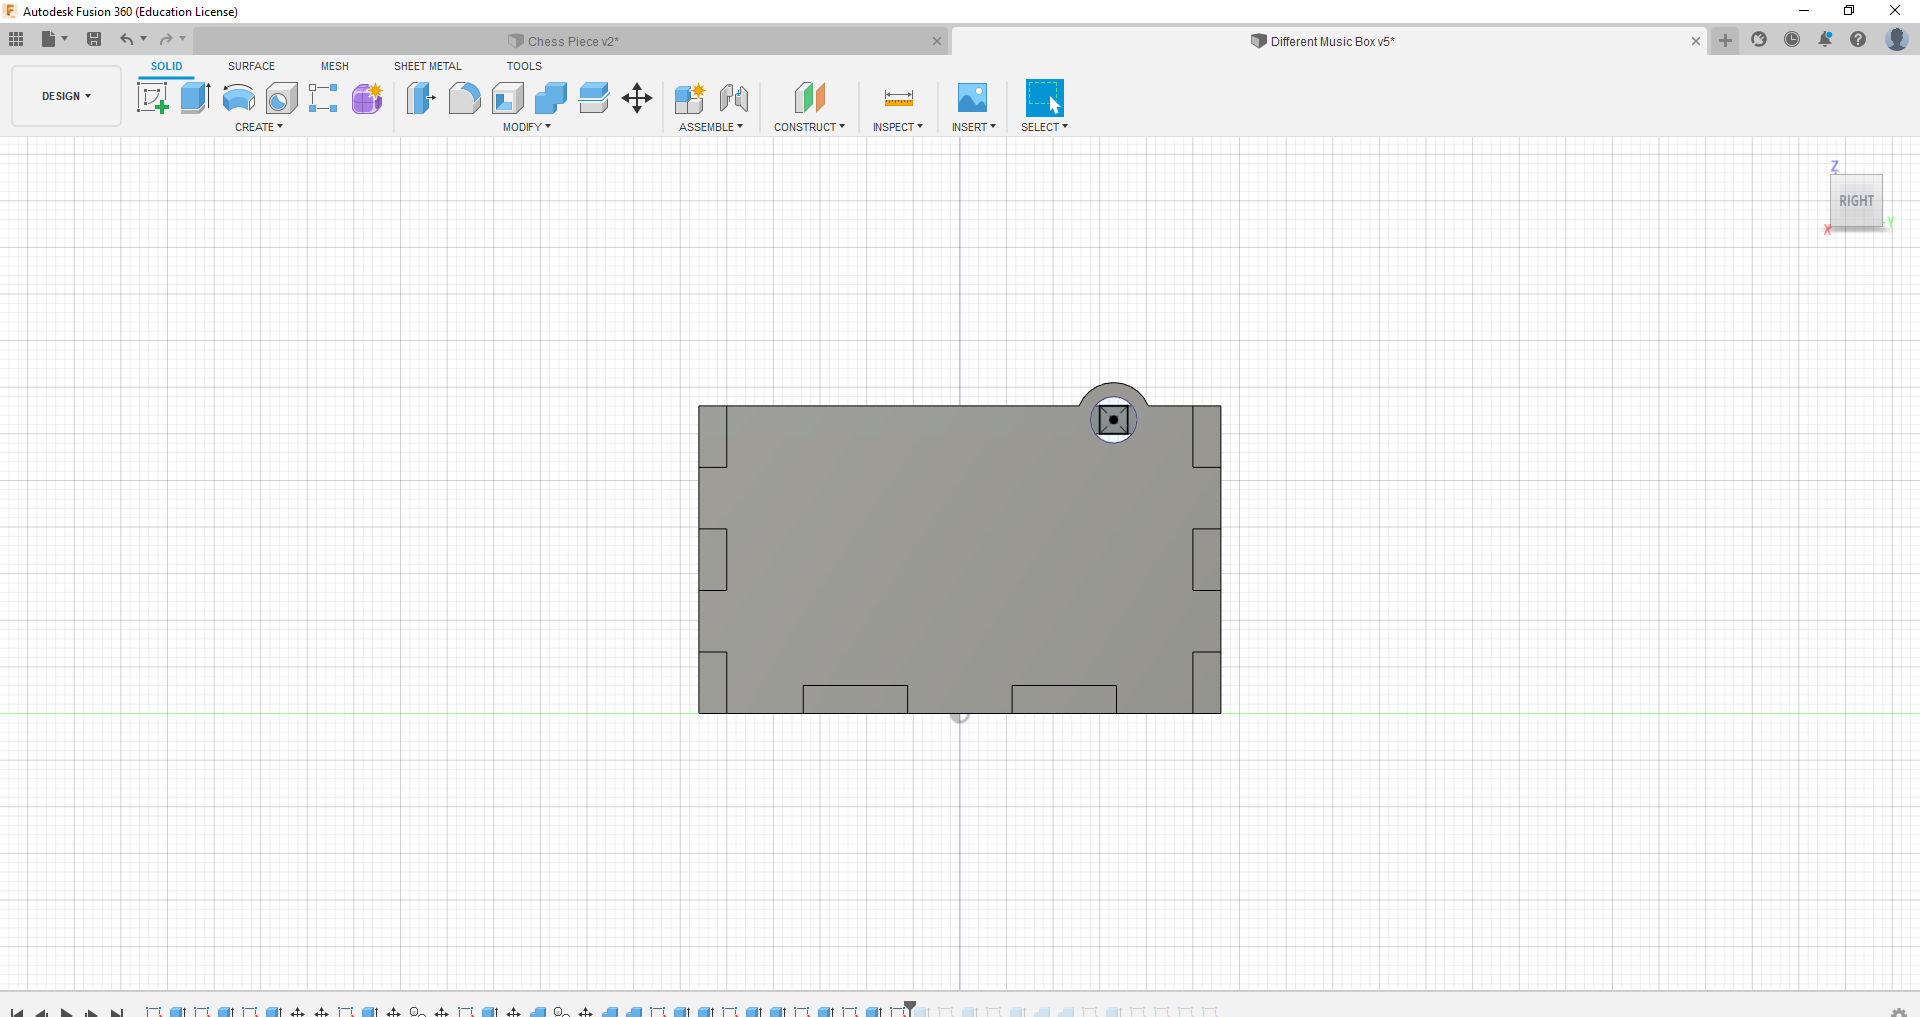 Autodesk Fusion 360 (Education License)
Chess Piece v2*
Different Music Box v5*
DESIGN
SOLID SURFACE MESH SHEET METAL TOOLS
CREATE MODIFY ASSEMBLE CONSTRUCT INSPECT INSERT SELECT
Z
RIGHT
X
-Y